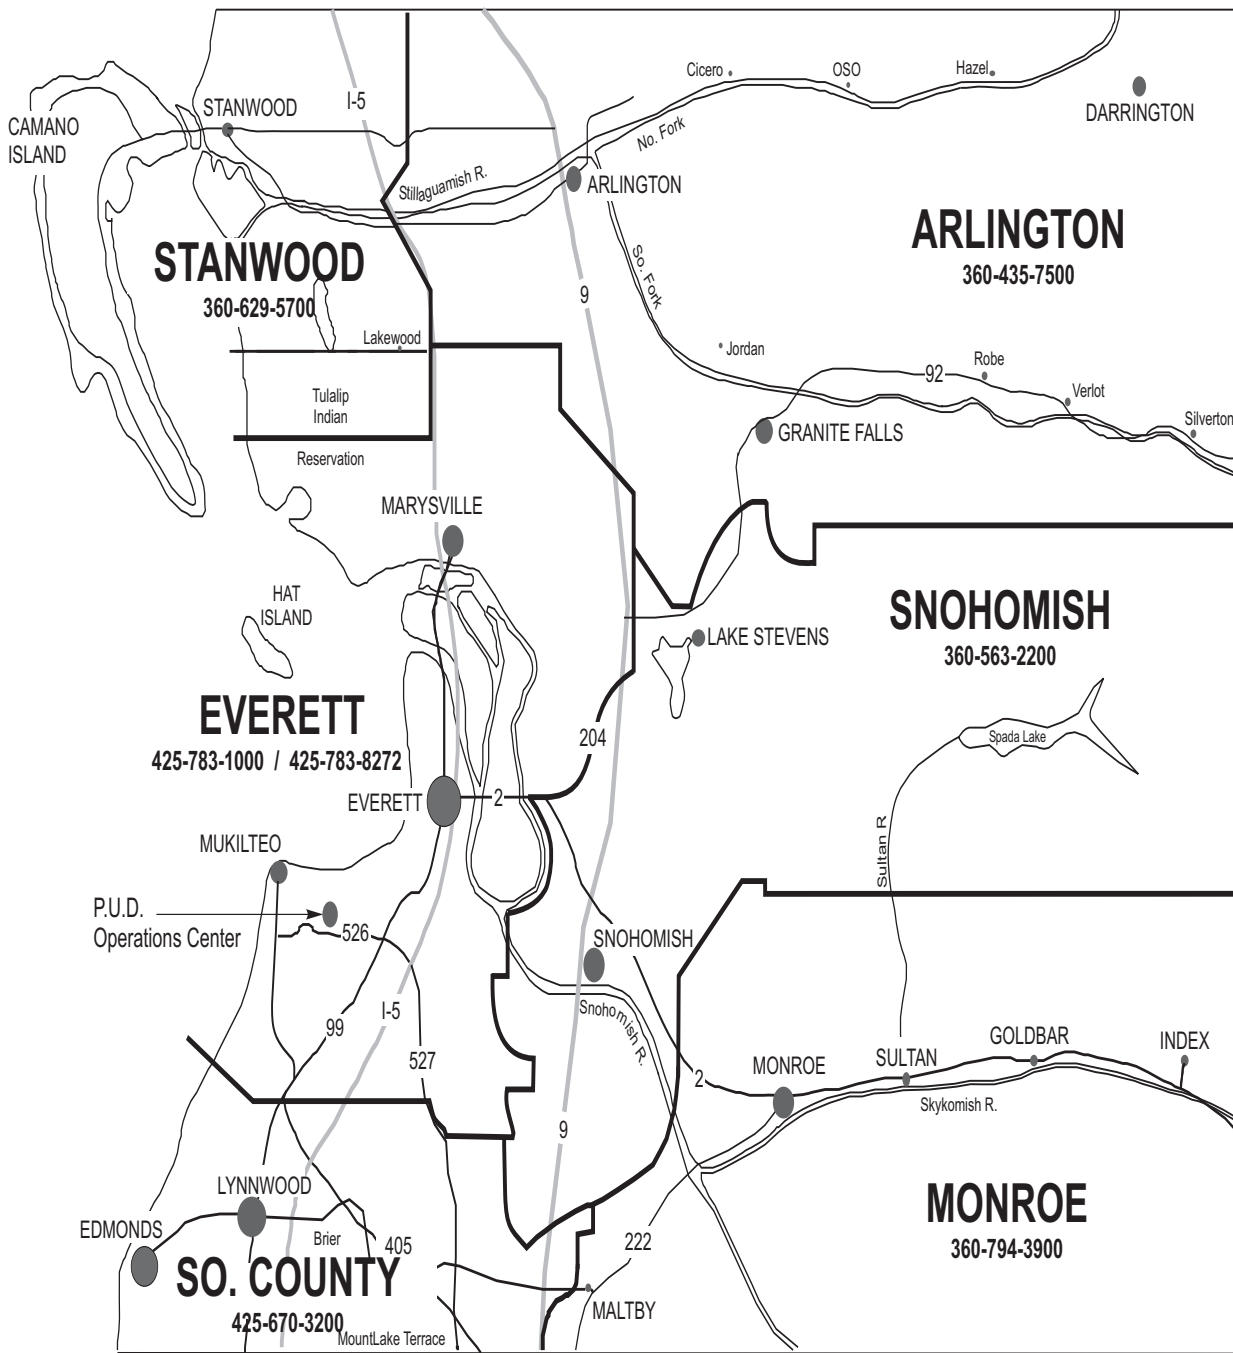 Cicero
OSO
Hazel
DARRINGTON
I-5
STANWOOD
CAMANO
ISLAND
No. Fork
Stillaguamish R.
ARLINGTON
ARLINGTON
360-435-7500
STANWOOD
360-629-5700
So. Fork
9
Lakewood
Jordan
Robe
92
Verlot
Silverton
Tulalip
Indian
Reservation
GRANITE FALLS
MARYSVILLE
HAT
ISLAND
SNOHOMISH
360-563-2200
LAKE STEVENS
EVERETT
425-783-1000 / 425-783-8272
204
Spada Lake
EVERETT
2
MUKILTEO
Sultan R
P.U.D.
Operations Center
526
SNOHOMISH
Snohomish R.
I-5
99
527
2
MONROE
SULTAN
GOLDBAR
INDEX
Skykomish R.
9
LYNNWOOD
EDMONDS
Brier
405
222
MONROE
360-794-3900
SO. COUNTY
425-670-3200
MountLake Terrace
MALTBY